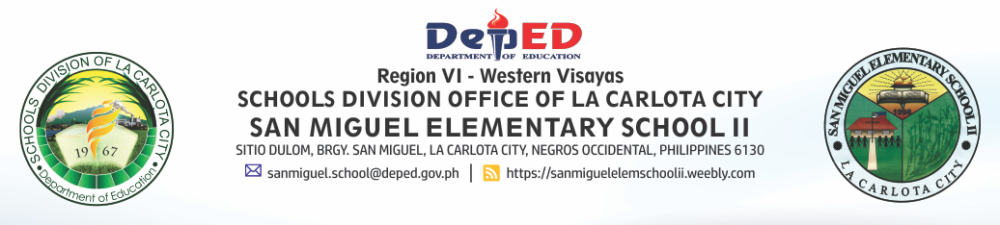 DepED
DEPARTMENT OF EDUCATION
Region VI - Western Visayas
SCHOOLS DIVISION OFFICE OF LA CARLOTA CITY
SAN MIGUEL ELEMENTARY SCHOOL II
SITIO DULOM, BRGY. SAN MIGUEL, LA CARLOTA CITY, NEGROS OCCIDENTAL, PHILIPPINES 6130
sanmiguel.school@deped.gov.ph | https://sanmiguelelemschoolii.weebly.com
SCHOOLS DIVISION OF LA CARLOTA CITY
1967
Department of Education
SAN MIGUEL ELEMENTARY SCHOOL II
1998
LA CARLOTA CITY